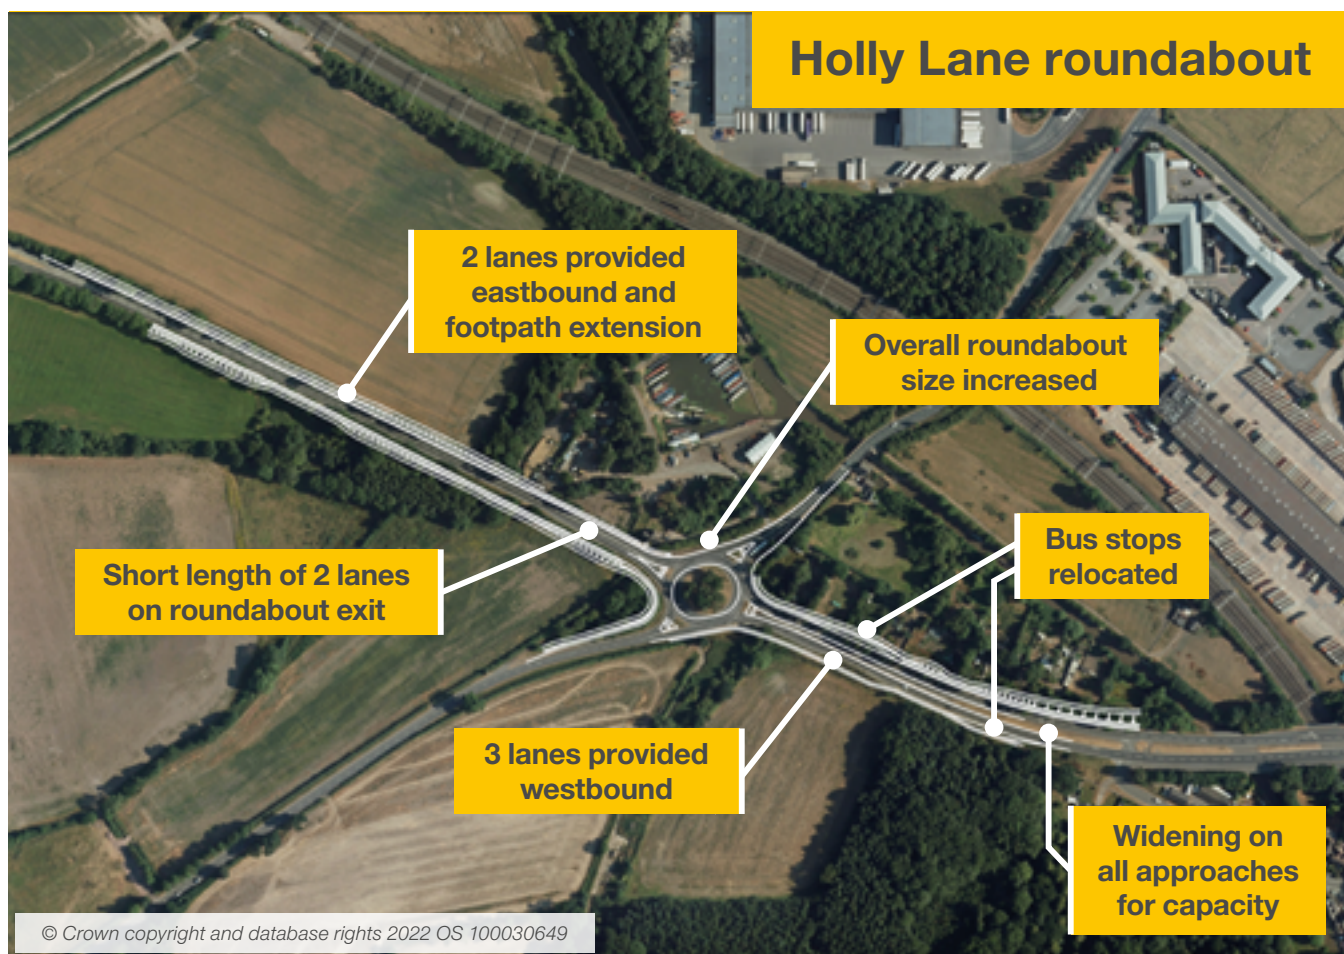 Holly Lane roundabout
2 lanes provided
eastbound and
footpath extension
Overall roundabout
size increased
Bus stops
relocated
Short length of 2 lanes
on roundabout exit
3 lanes provided
westbound
Widening on
all approaches
for capacity
© Crown copyright and database rights 2022 OS 100030649